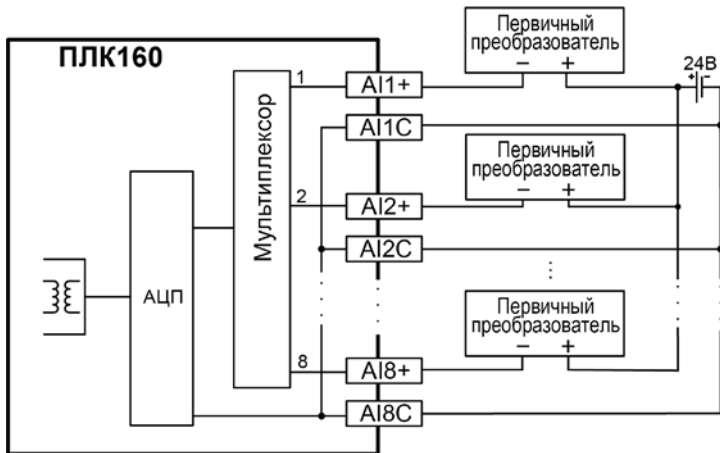 Первичный
преобразователь
– +
ПЛК160
24В
+ -
1
AI1+
AI1C
Мультиплексор
Первичный
преобразователь
– +
2
AI2+
AI2C
АЦП
Первичный
преобразователь
– +
8
AI8+
AI8C